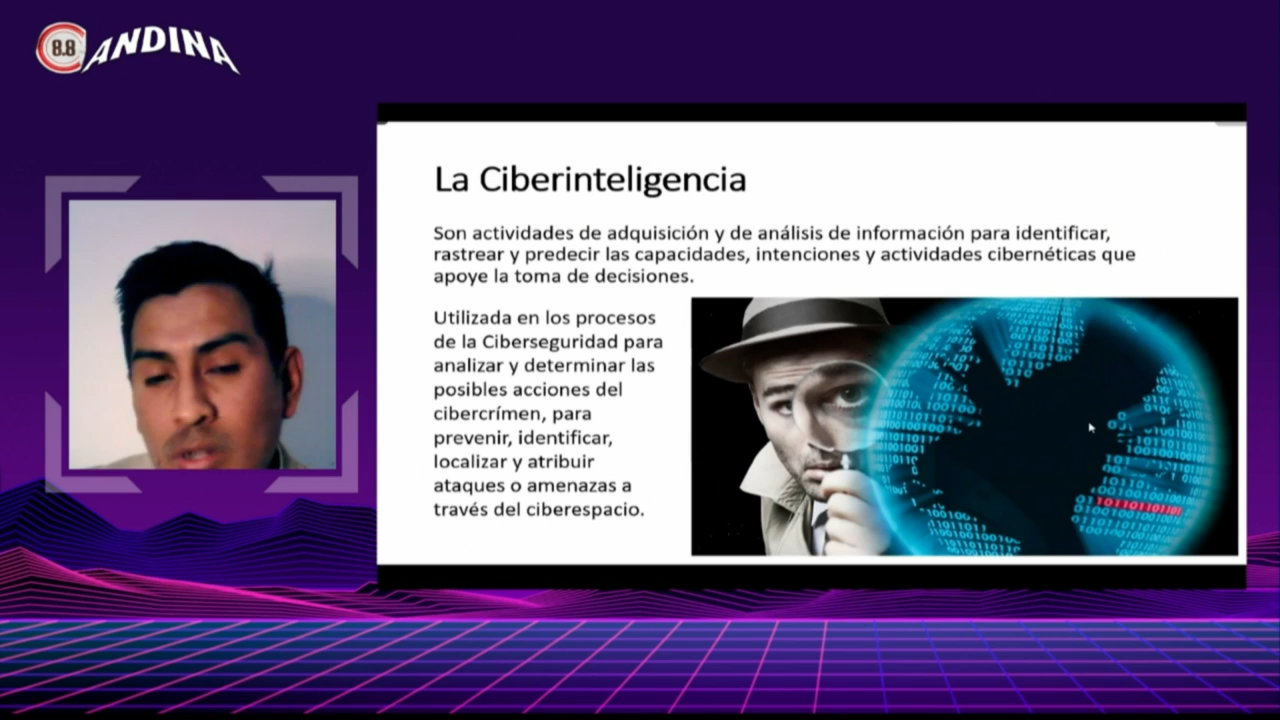 8.8 ANDINA
La Ciberinteligencia
Son actividades de adquisición y de análisis de información para identificar,
rastrear y predecir las capacidades, intenciones y actividades cibernéticas que
apoye la toma de decisiones.
Utilizada en los procesos
de la Ciberseguridad para
analizar y determinar las
posibles acciones del
cibercrímen, para
prevenir, identificar,
localizar y atribuir
ataques o amenazas a
través del ciberespacio.